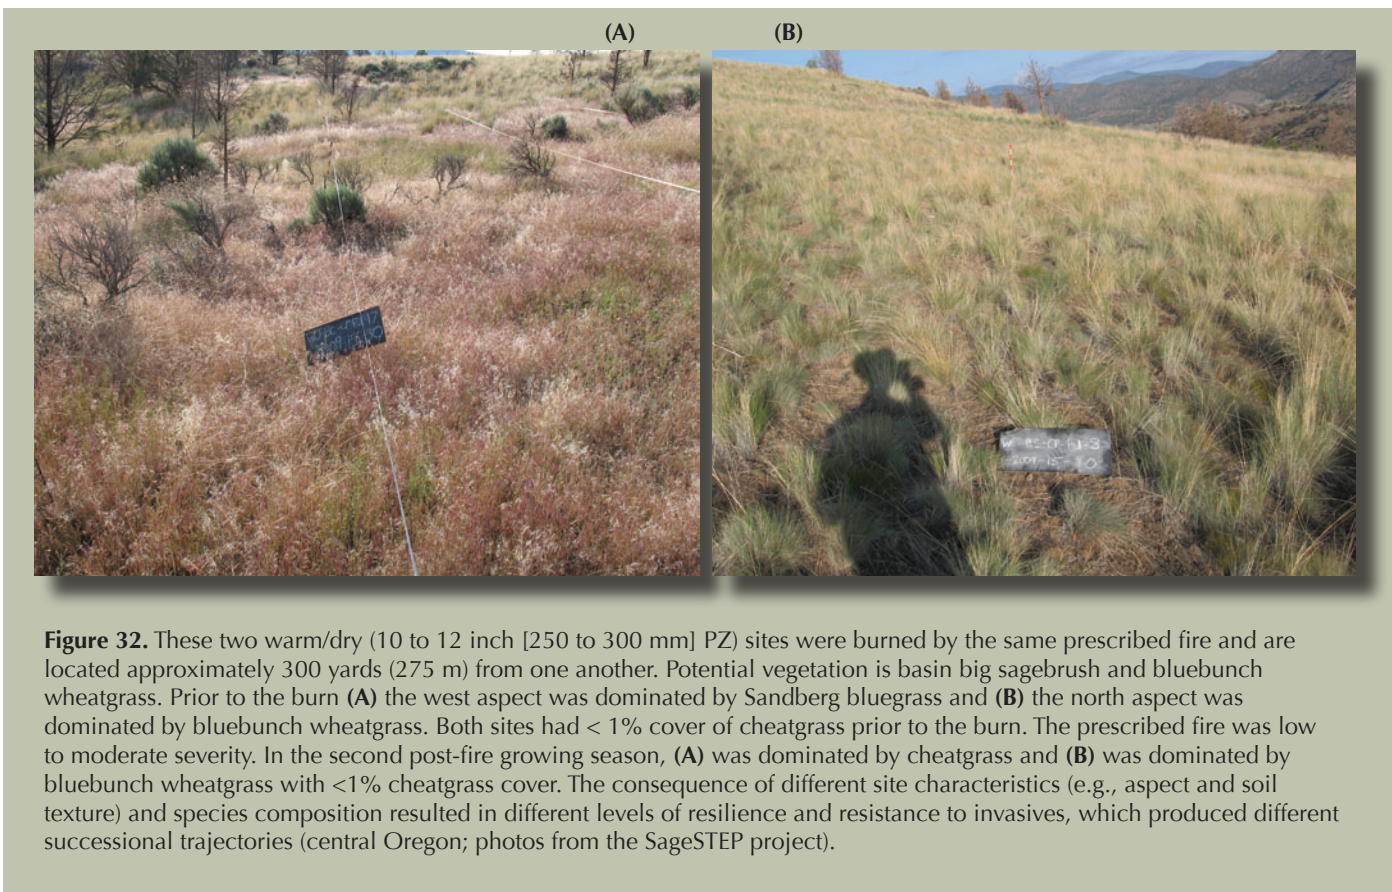 (A) (B)
Figure 32. These two warm/dry (10 to 12 inch [250 to 300 mm] PZ) sites were burned by the same prescribed fire and are
located approximately 300 yards (275 m) from one another. Potential vegetation is basin big sagebrush and bluebunch
wheatgrass. Prior to the burn (A) the west aspect was dominated by Sandberg bluegrass and (B) the north aspect was
dominated by bluebunch wheatgrass. Both sites had < 1% cover of cheatgrass prior to the burn. The prescribed fire was low
to moderate severity. In the second post-fire growing season, (A) was dominated by cheatgrass and (B) was dominated by
bluebunch wheatgrass with <1% cheatgrass cover. The consequence of different site characteristics (e.g., aspect and soil
texture) and species composition resulted in different levels of resilience and resistance to invasives, which produced different
successional trajectories (central Oregon; photos from the SageSTEP project).